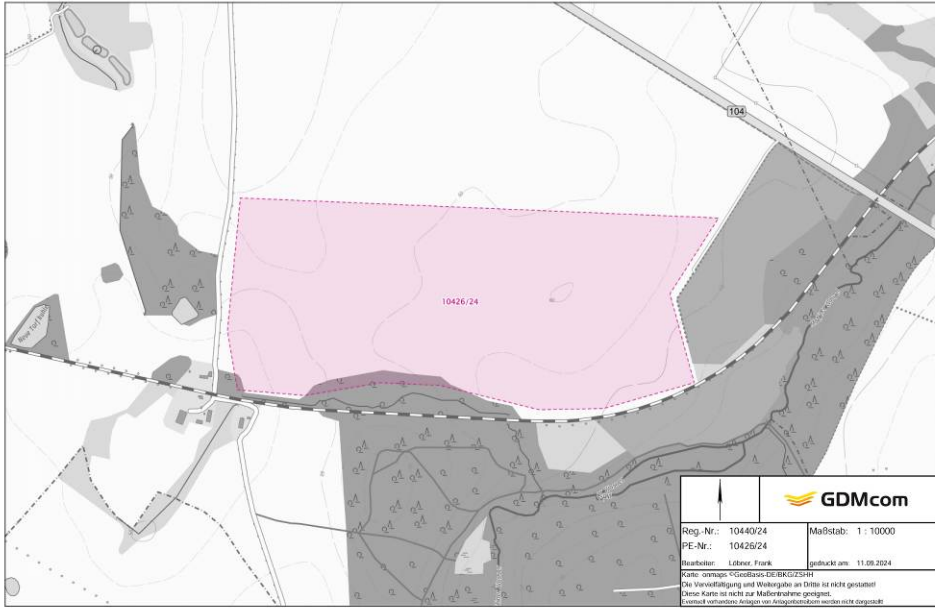 104
10426/24
GDMcom
Reg.-Nr.: 10440/24
Maßstab: 1 : 10000
PE-Nr.: 10426/24
Bearbeiter: Löbner, Frank
gedruckt am: 11.09.2024
Karte: onmaps ©GeoBasis-DE/BKG/ZSHH
Die Vervielfältigung und Weitergabe an Dritte ist nicht gestattet!
Diese Karte ist nicht zur Maßentnahme geeignet.
Eventuell vorhandene Anlagen von Anlagenbetreibern werden nicht dargestellt!